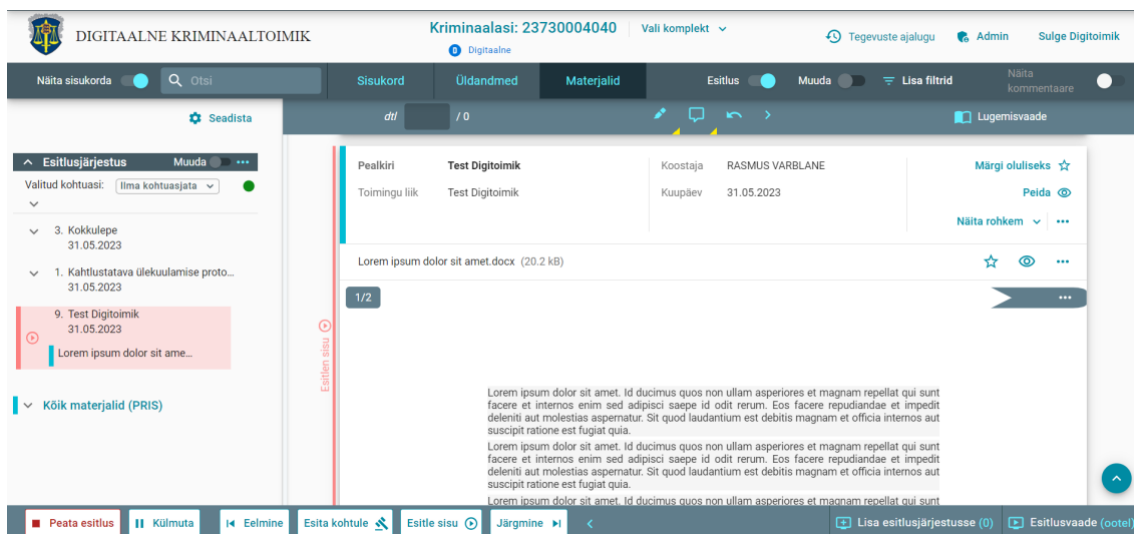 DIGITAALNE KRIMINAALTOIMIK
Kriminaalasi: 23730004040
Vali komplekt
D Digitaalne
Tegevuste ajalugu
Admin
Sulge Digitoimik
Näita sisukorda
Otsi
Sisukord
Üldandmed
Materjalid
Esitlus
Muuda
Lisa filtrid
Näita
kommentaare
Seadista
dtl
/ 0
Lugemisvaade
Esitlusjärjestus
Muuda
Valitud kohtuasi:
Ilma kohtuasjata
3. Kokkulepe
31.05.2023
1. Kahtlustatava ülekuulamise proto...
31.05.2023
9. Test Digitoimik
31.05.2023
Lorem ipsum dolor sit ame...
Kõik materjalid (PRIS)
Esitlen sisu
Pealkiri
Test Digitoimik
Koostaja
RASMUS VARBLANE
Märgi oluliseks
Toimingu liik
Test Digitoimik
Kuupäev
31.05.2023
Peida
Näita rohkem
Lorem ipsum dolor sit amet.docx (20.2 kB)
1/2
Lorem ipsum dolor sit amet. Id ducimus quos non ullam asperiores et magnam repellat qui sunt
facere et internos enim sed adipisci saepe id odit rerum. Eos facere repudiandae et impedit
deleniti aut molestias aspernatur. Sit quod laudantium est debitis magnam et officia internos aut
suscipit ratione est fugiat quia.
Lorem ipsum dolor sit amet. Id ducimus quos non ullam asperiores et magnam repellat qui sunt
facere et internos enim sed adipisci saepe id odit rerum. Eos facere repudiandae et impedit
deleniti aut molestias aspernatur. Sit quod laudantium est debitis magnam et officia internos aut
suscipit ratione est fugiat quia.
Lorem ipsum dolor sit amet. Id ducimus quos non ullam asperiores et magnam repellat qui sunt
Peata esitlus
Külmuta
Eelmine
Esita kohtule
Esitle sisu
Järgmine
Lisa esitlusjärjestusse (0)
Esitlusvaade (ootel)